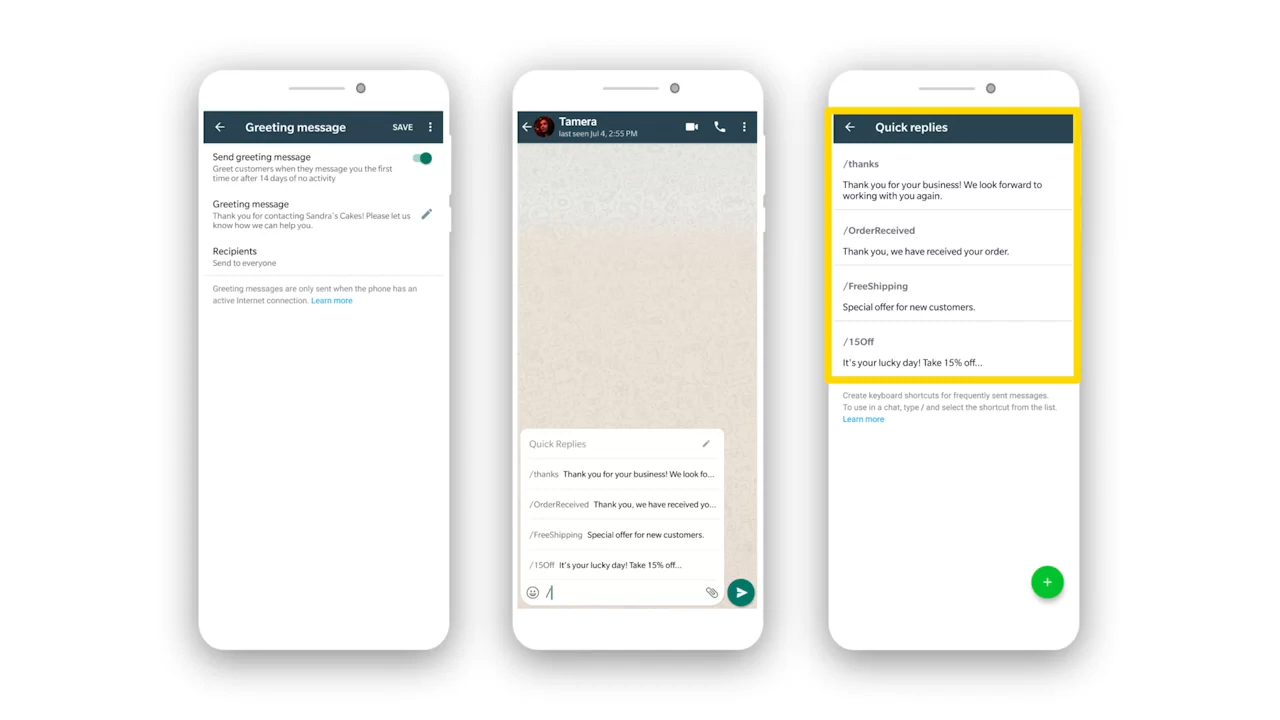 Greeting message
SAVE
Send greeting message
Greet customers when they message you the first
time or after 14 days of no activity
Greeting message
Thank you for contacting Sandra's Cakes! Please let us
know how we can help you.
Recipients
Send to everyone
Greeting messages are only sent when the phone has an
active Internet connection. Learn more
Tamera
last seen Jul 4, 2:55 PM
Quick Replies
/thanks Thank you for your business! We look fo...
/OrderReceived Thank you, we have received yo...
/FreeShipping Special offer for new customers.
/15Off It's your lucky day! Take 15% off...
/
Quick replies
/thanks
Thank you for your business! We look forward to
working with you again.
/OrderReceived
Thank you, we have received your order.
/FreeShipping
Special offer for new customers.
/15Off
It's your lucky day! Take 15% off...
Create keyboard shortcuts for frequently sent messages.
To use in a chat, type / and select the shortcut from the list.
Learn more